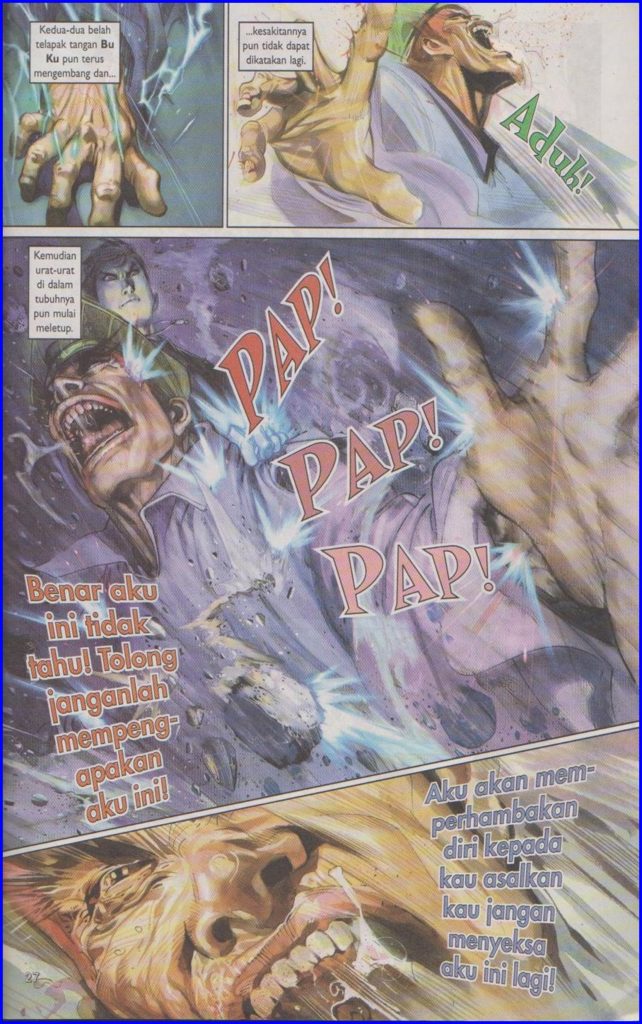 Kedua-dua belah
telapak tangan Bu
Ku pun terus
mengembang dan...
...kesakitannya
pun tidak dapat
dikatakan lagi.
Aduh!
Kemudian
urat-urat di dalam
tubuhnya
pun mulai
meletup.
PAP!
PAP!
PAP!
Benar aku
ini tidak
tahu! Tolong
janganlah
mempeng-
apakan
aku ini!
Aku akan mem-
perhambakan
diri kepada
kau asalkan
kau jangan
menyeksa
aku ini lagi!
27